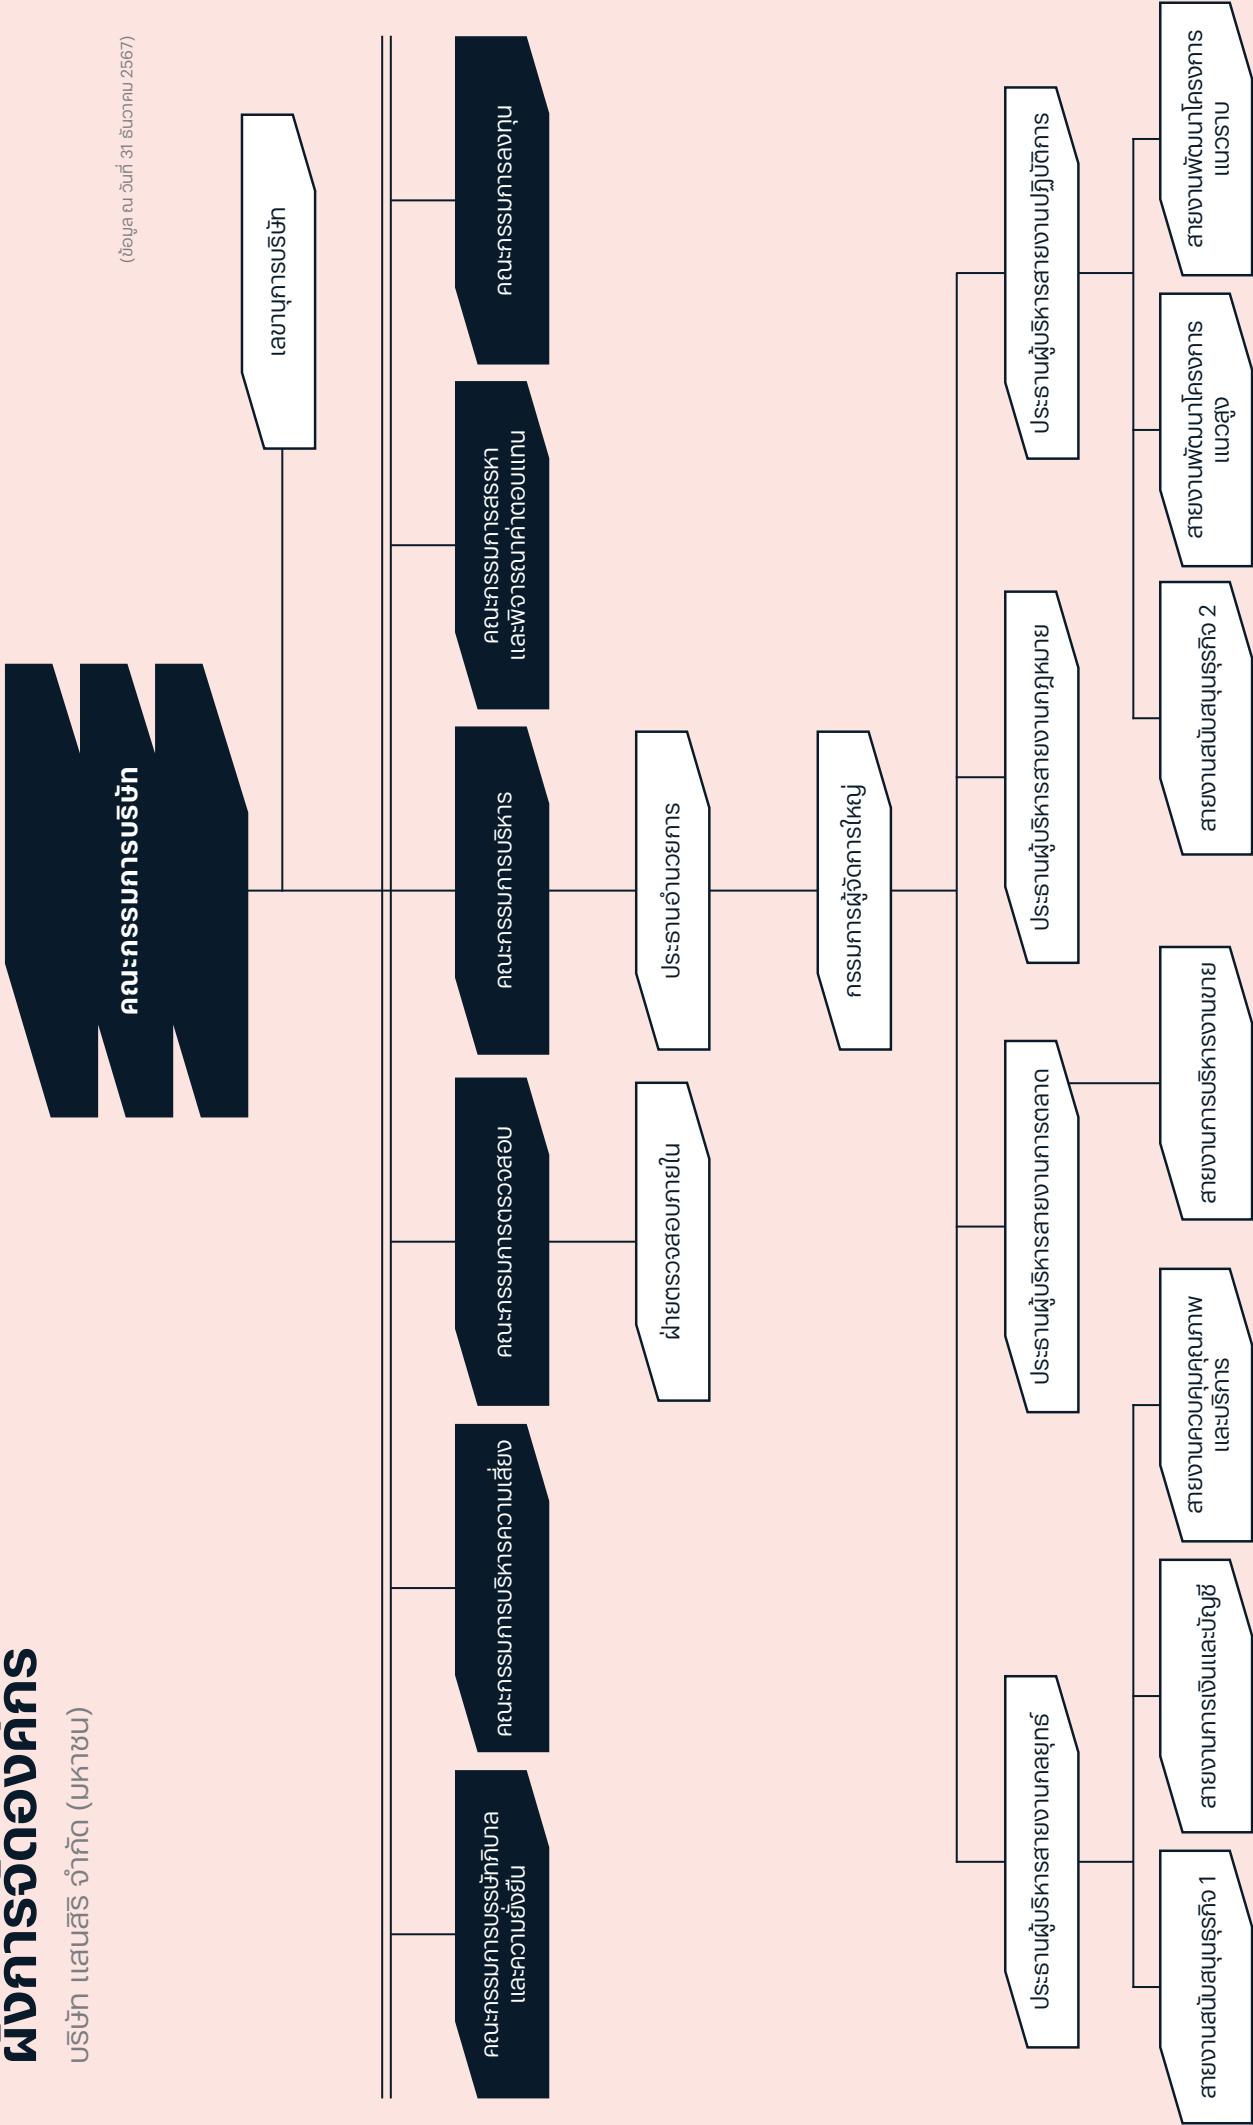 ผังการจัดองค์กร
บริษัท แสนสิริ จำกัด (มหาชน)
(ข้อมูล ณ วันที่ 31 ธันวาคม 2567)
คณะกรรมการบริษัท
เลขานุการบริษัท
คณะกรรมการบรรษัทภิบาล
และความยั่งยืน
คณะกรรมการบริหารความเสี่ยง
คณะกรรมการตรวจสอบ
คณะกรรมการบริหาร
คณะกรรมการสรรหา
และพิจารณาค่าตอบแทน
คณะกรรมการลงทุน
ฝ่ายตรวจสอบภายใน
ประธานอำนวยการ
กรรมการผู้จัดการใหญ่
ประธานผู้บริหารสายงานกลยุทธ์
ประธานผู้บริหารสายงานการตลาด
ประธานผู้บริหารสายงานกฎหมาย
ประธานผู้บริหารสายงานปฏิบัติการ
สายงานสนับสนุนธุรกิจ 1
สายงานการเงินและบัญชี
สายงานควบคุมคุณภาพ
และบริการ
สายงานการบริหารงานขาย
สายงานสนับสนุนธุรกิจ 2
สายงานพัฒนาโครงการ
แนวสูง
สายงานพัฒนาโครงการ
แนวราบ